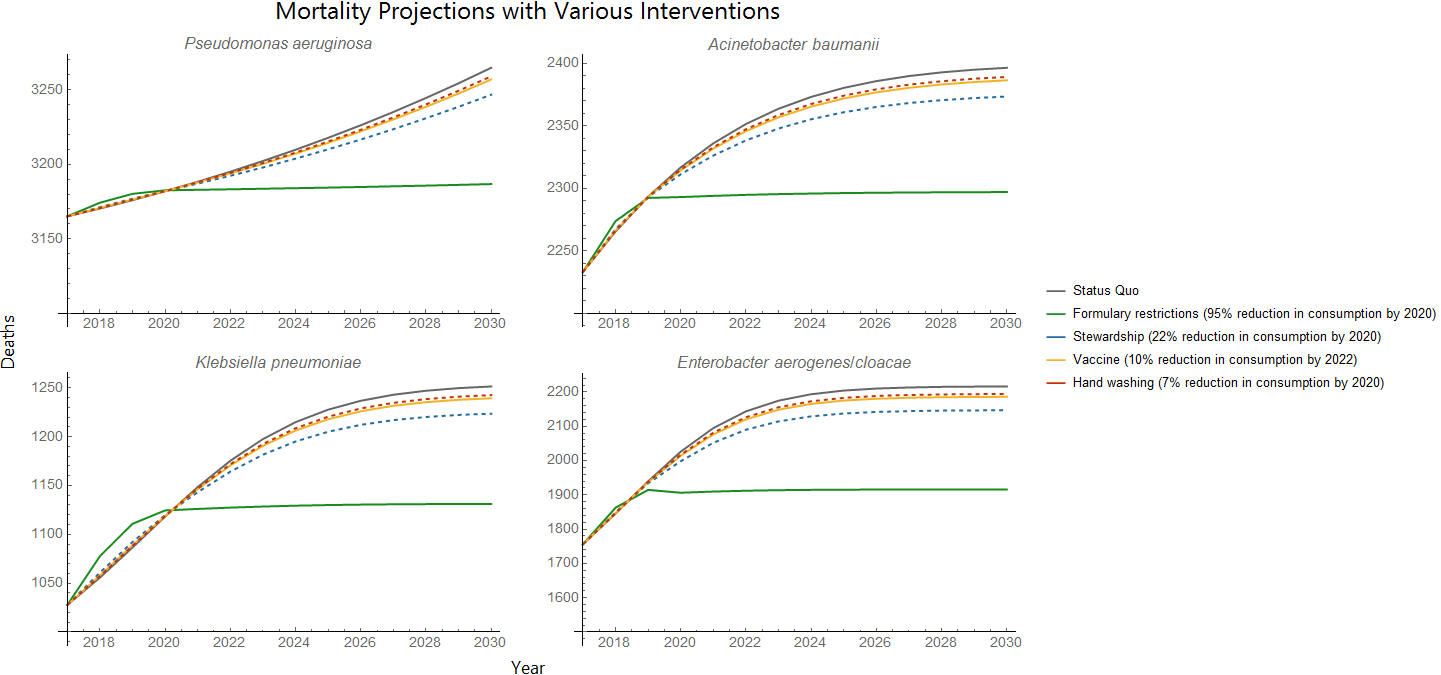 Mortality Projections with Various Interventions
Pseudomonas aeruginosa
3250
3200
3150
2018 2020 2022 2024 2026 2028 2030
Acinetobacter baumanii
2400
2350
2300
2250
2018 2020 2022 2024 2026 2028 2030
Klebsiella pneumoniae
1250
1200
1150
1100
1050
2018 2020 2022 2024 2026 2028 2030
Enterobacter aerogenes/cloacae
2200
2100
2000
1900
1800
1700
1600
2018 2020 2022 2024 2026 2028 2030
Deaths
Year
Status Quo
Formulary restrictions (95% reduction in consumption by 2020)
Stewardship (22% reduction in consumption by 2020)
Vaccine (10% reduction in consumption by 2022)
Hand washing (7% reduction in consumption by 2020)